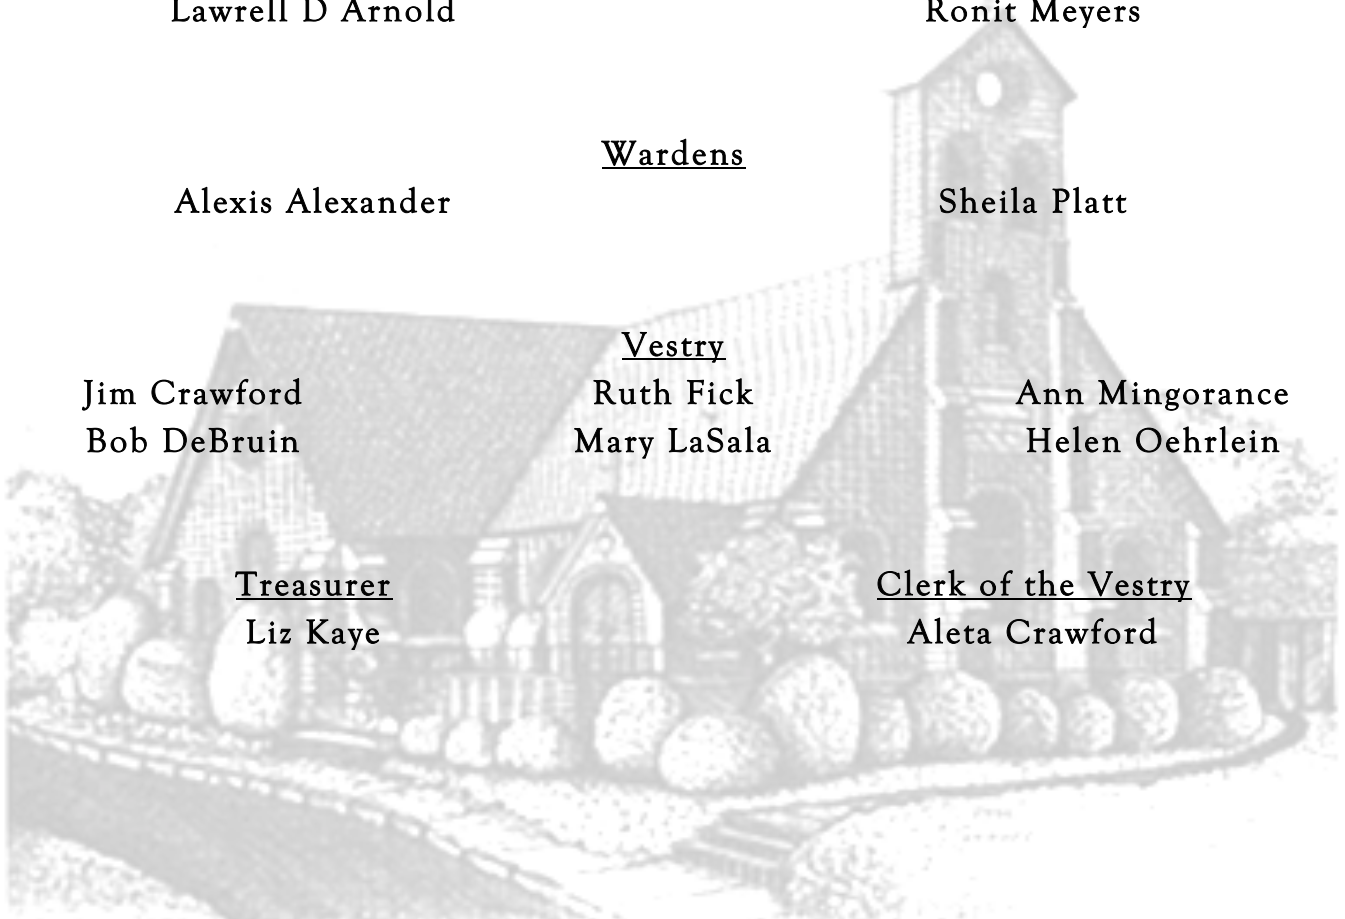 Lawrell D Arnold Ronit Meyers
Wardens
Alexis Alexander Sheila Platt
Vestry
Jim Crawford Ruth Fick Ann Mingorance
Bob DeBruin Mary LaSala Helen Oehrlein
Treasurer Clerk of the Vestry
Liz Kaye Aleta Crawford